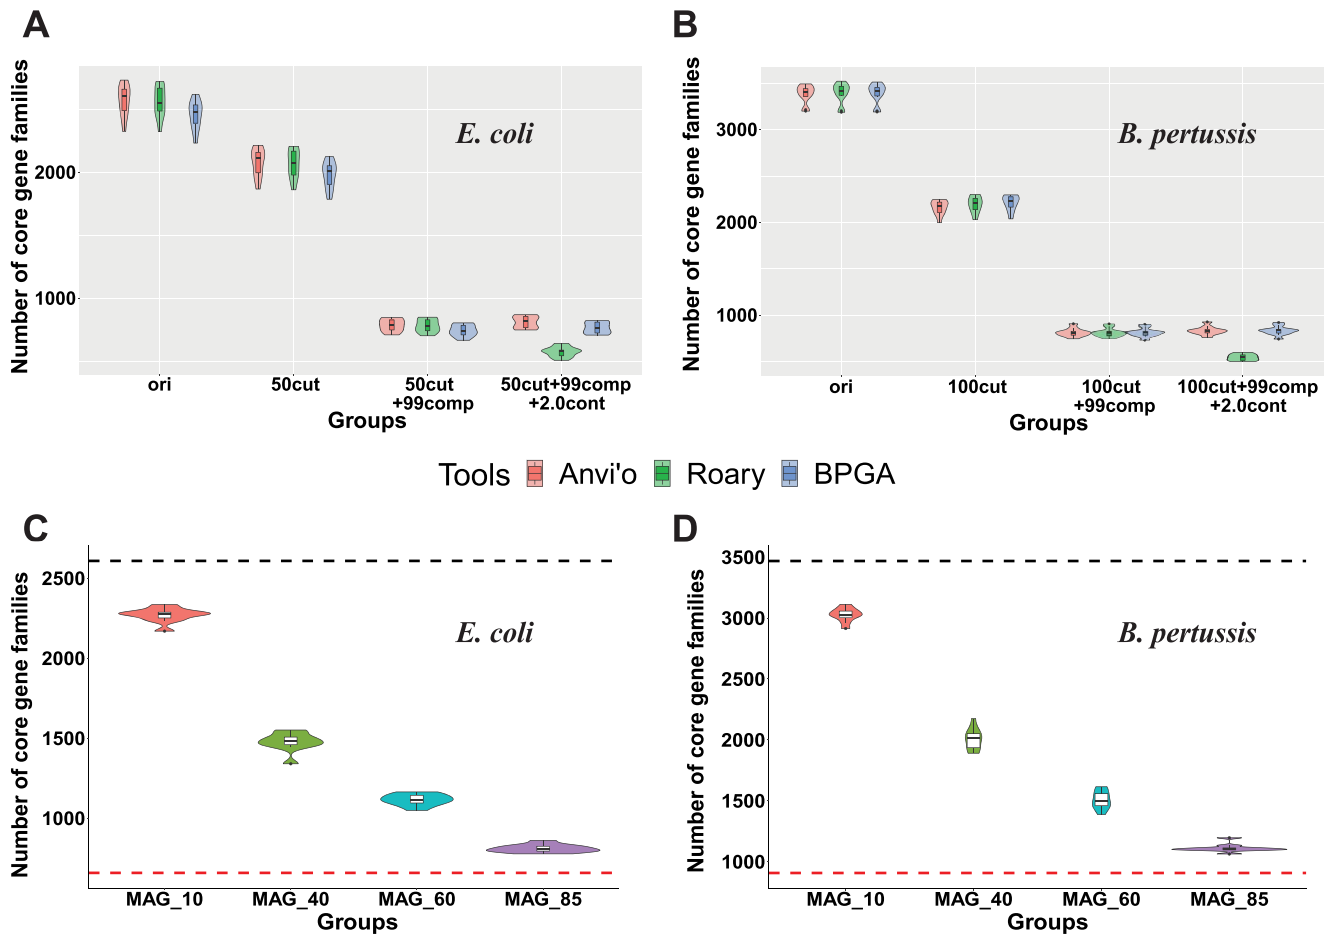 A
Number of core gene families
2000
1000
E. coli
ori
50cut
50cut
+99comp
50cut+99comp
+2.0cont
Groups
B
Number of core gene families
3000
2000
1000
B. pertussis
ori
100cut
100cut
+99comp
100cut+99comp
+2.0cont
Groups
Tools Anvi'o Roary BPGA
C
Number of core gene families
2500
2000
1500
1000
E. coli
MAG_10 MAG_40 MAG_60 MAG_85
Groups
D
Number of core gene families
3500
3000
2500
2000
1500
1000
B. pertussis
MAG_10 MAG_40 MAG_60 MAG_85
Groups